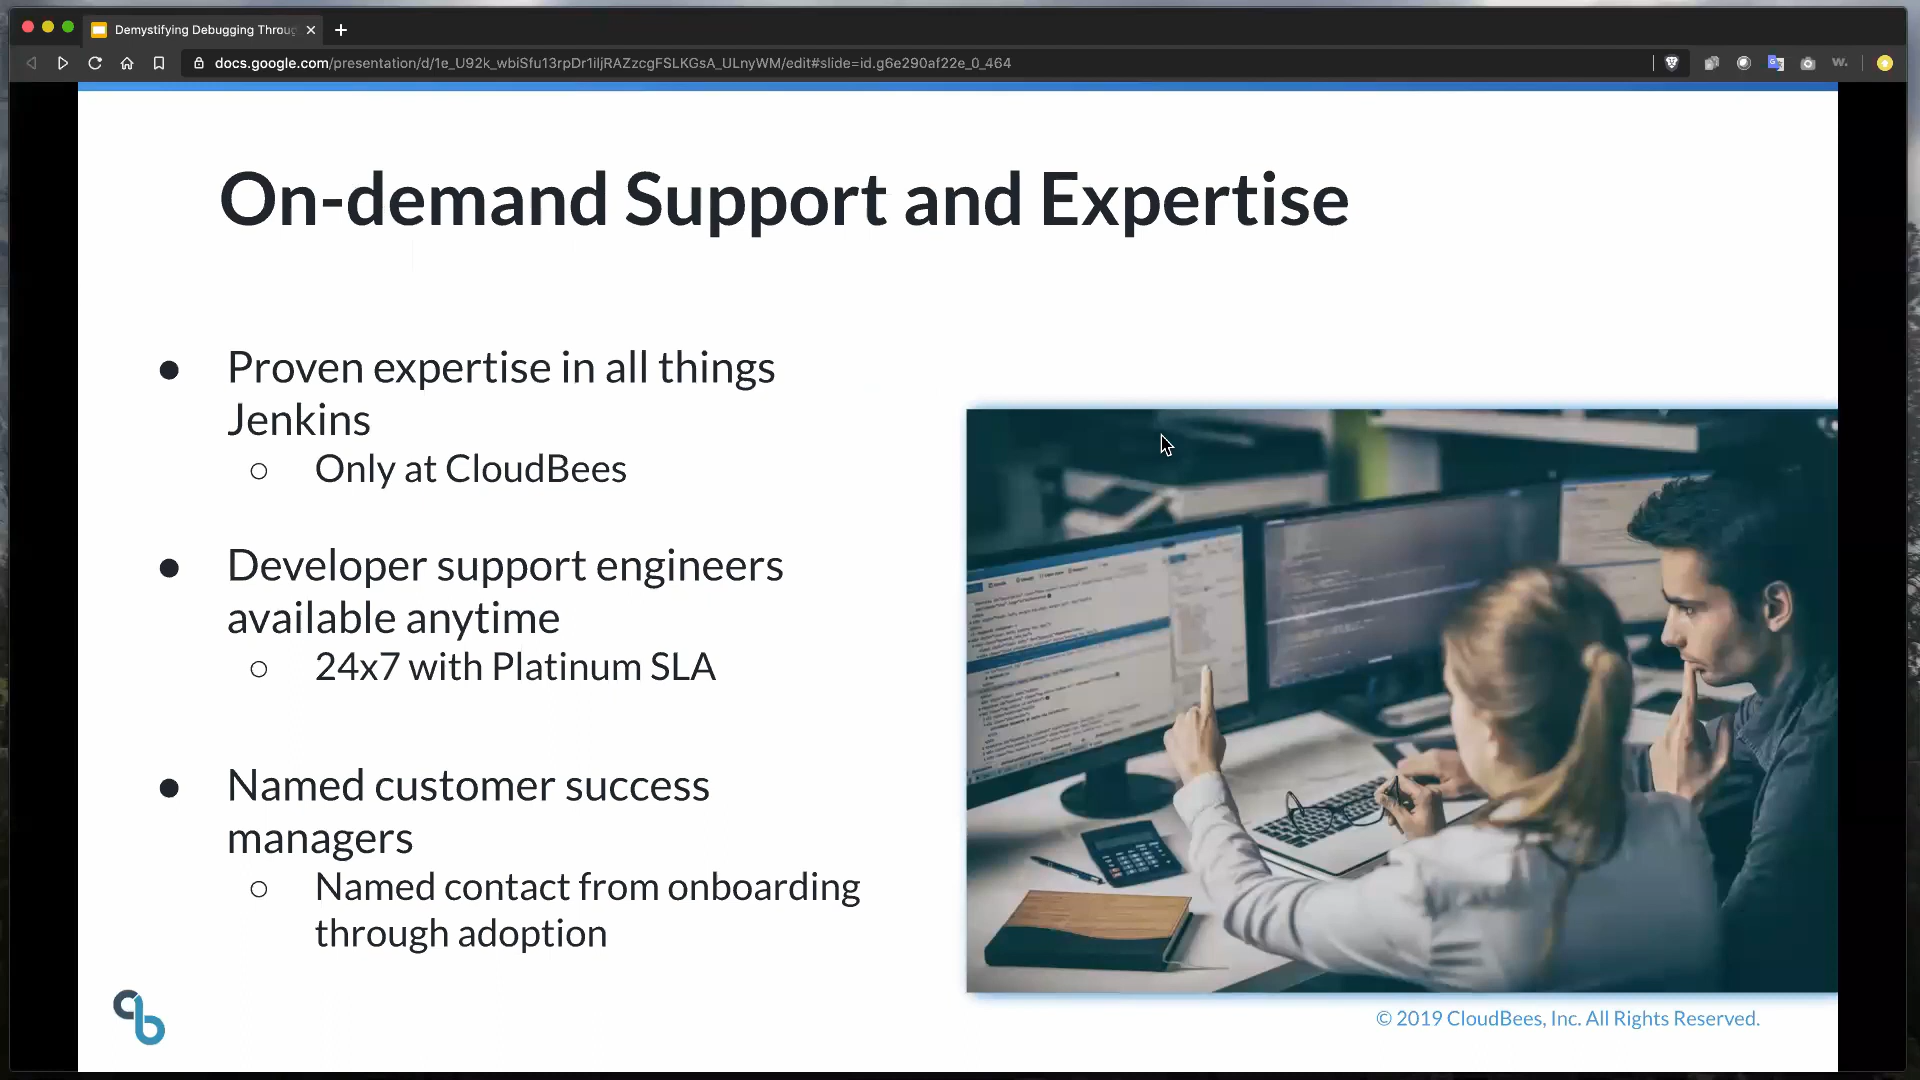 Demystifying Debugging Throu
docs.google.com/presentation/d/1e_U92k_wbiSfu13rpDr1iljRAZzcgFSLKGsA_ULnyWM/edit#slide=id.g6e290af22e_0_464
On-demand Support and Expertise
● Proven expertise in all things
Jenkins
○ Only at CloudBees
● Developer support engineers
available anytime
○ 24x7 with Platinum SLA
● Named customer success
managers
○ Named contact from onboarding
through adoption
© 2019 CloudBees, Inc. All Rights Reserved.